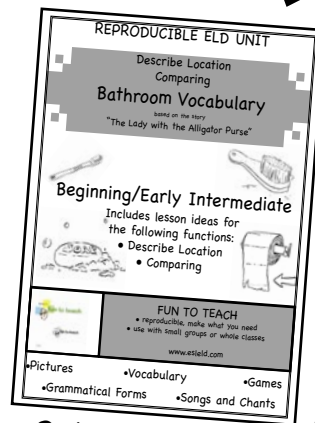 REPRODUCIBLE ELD UNIT
Describe Location
Comparing
Bathroom Vocabulary
based on the story
"The Lady with the Alligator Purse"
Beginning/Early Intermediate
Includes lesson ideas for
the following functions:
• Describe Location
• Comparing
FUN TO TEACH
• reproducible, make what you need
• use with small groups or whole classes
www.esleld.com
•Pictures •Vocabulary •Games
•Grammatical Forms •Songs and Chants